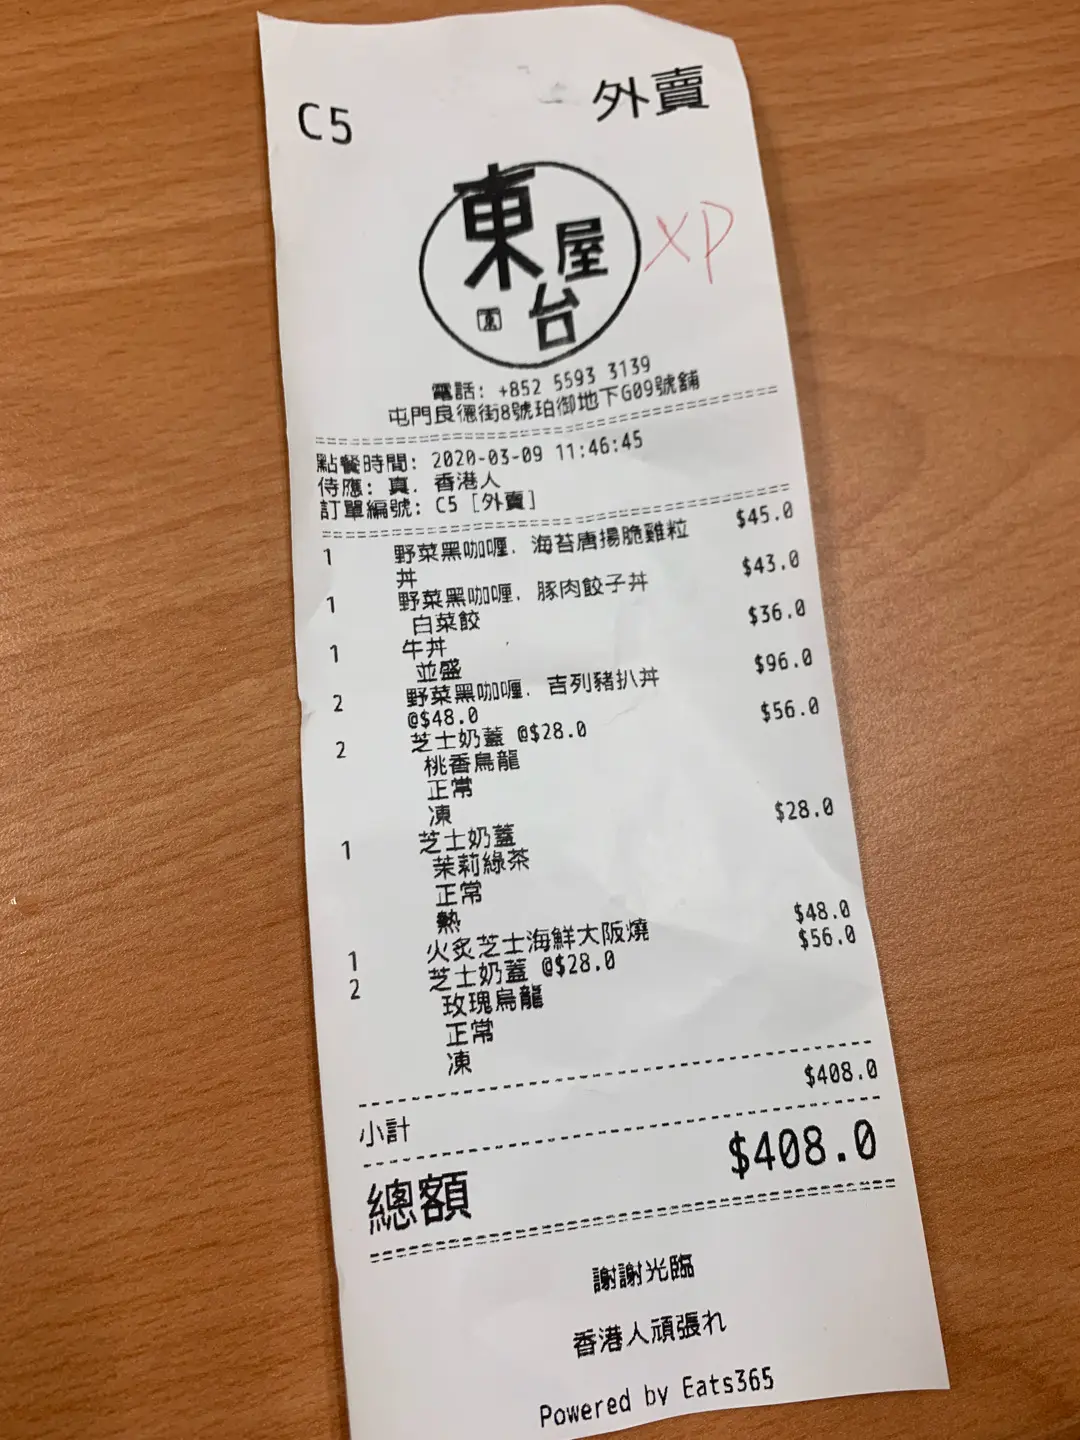 C5 外賣
東
屋
台
XP
電話: +852 5593 3139
屯門良德街8號珀御地下G09號舖
點餐時間: 2020-03-09 11:46:45
侍應: 真. 香港人
訂單編號: C5 [外賣]
1 野菜黑咖喱. 海苔唐揚脆雞粒 $45.0
丼
1 野菜黑咖喱. 豚肉餃子丼 $43.0
白菜餃
1 牛丼 $36.0
並盛
2 野菜黑咖喱. 吉列豬扒丼 $96.0
@$48.0
2 芝士奶蓋 @$28.0 $56.0
桃香烏龍
正常
凍
1 芝士奶蓋 $28.0
茉莉綠茶
正常
熱
1 火炙芝士海鮮大阪燒 $48.0
2 芝士奶蓋 @$28.0 $56.0
玫瑰烏龍
正常
凍
小計 $408.0
總額 $408.0
謝謝光臨
香港人頑張れ
Powered by Eats365